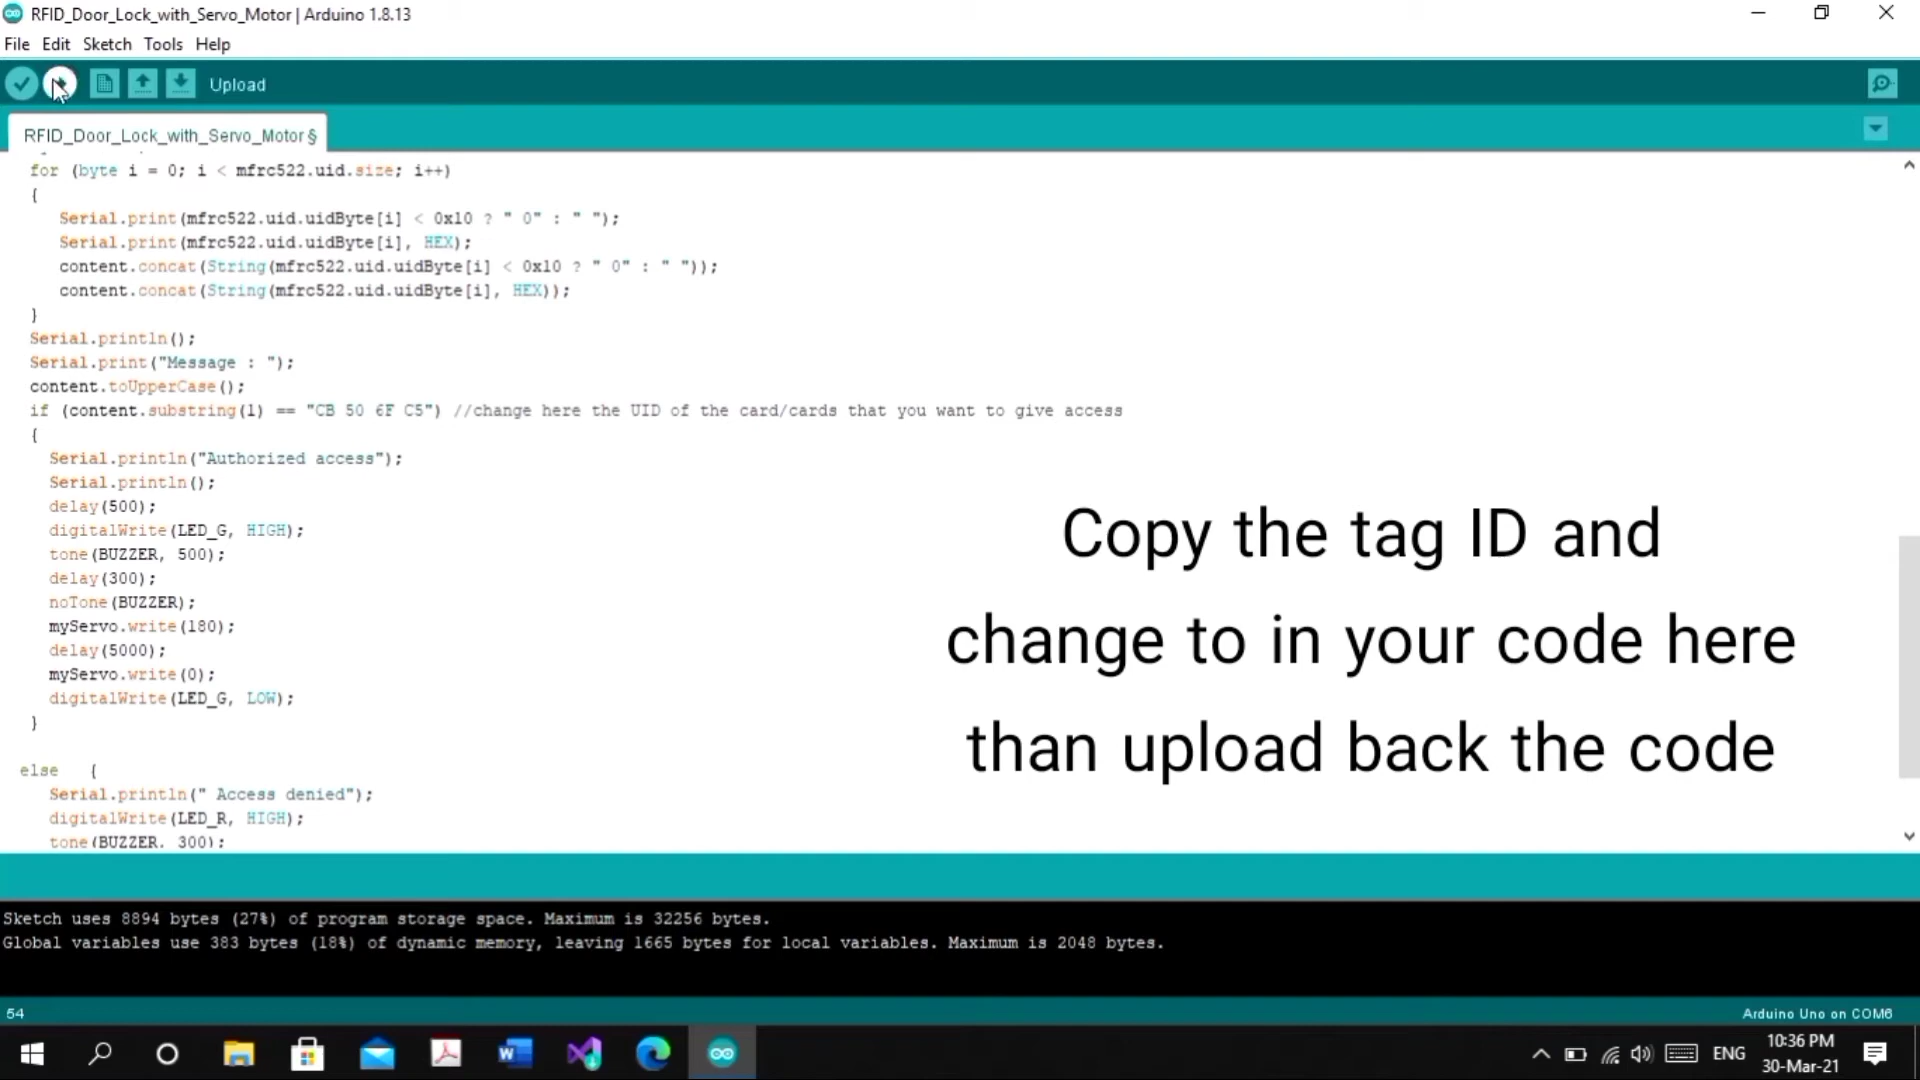 RFID_Door_Lock_with_Servo_Motor | Arduino 1.8.13
File Edit Sketch Tools Help
Upload
RFID_Door_Lock_with_Servo_Motor §
for (byte i = 0; i < mfrc522.uid.size; i++)
{
Serial.print(mfrc522.uid.uidByte[i] < 0x10 ? " 0" : " ");
Serial.print(mfrc522.uid.uidByte[i], HEX);
content.concat(String(mfrc522.uid.uidByte[i] < 0x10 ? " 0" : " "));
content.concat(String(mfrc522.uid.uidByte[i], HEX));
}
Serial.println();
Serial.print("Message : ");
content.toUpperCase();
if (content.substring(1) == "CB 50 6F C5") //change here the UID of the card/cards that you want to give access
{
Serial.println("Authorized access");
Serial.println();
delay(500);
digitalWrite(LED_G, HIGH);
tone(BUZZER, 500);
delay(300);
noTone(BUZZER);
myServo.write(180);
delay(5000);
myServo.write(0);
digitalWrite(LED_G, LOW);
}
else {
Serial.println(" Access denied");
digitalWrite(LED_R, HIGH);
tone(BUZZER, 300);
Copy the tag ID and
change to in your code here
than upload back the code
Sketch uses 8894 bytes (27%) of program storage space. Maximum is 32256 bytes.
Global variables use 383 bytes (18%) of dynamic memory, leaving 1665 bytes for local variables. Maximum is 2048 bytes.
54
Arduino Uno on COM6
ENG
10:36 PM
30-Mar-21